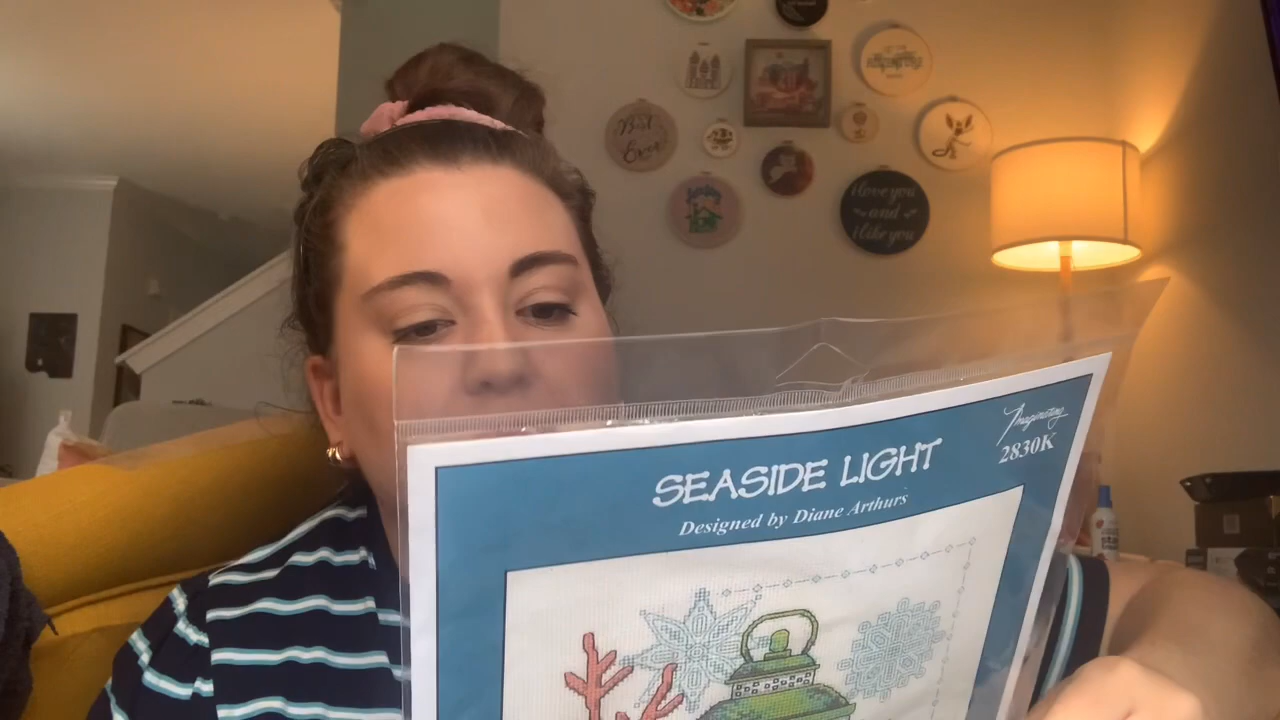 Best
Ever
i love you
and
i like you
Imaginating
2830K
SEASIDE LIGHT
Designed by Diane Arthurs